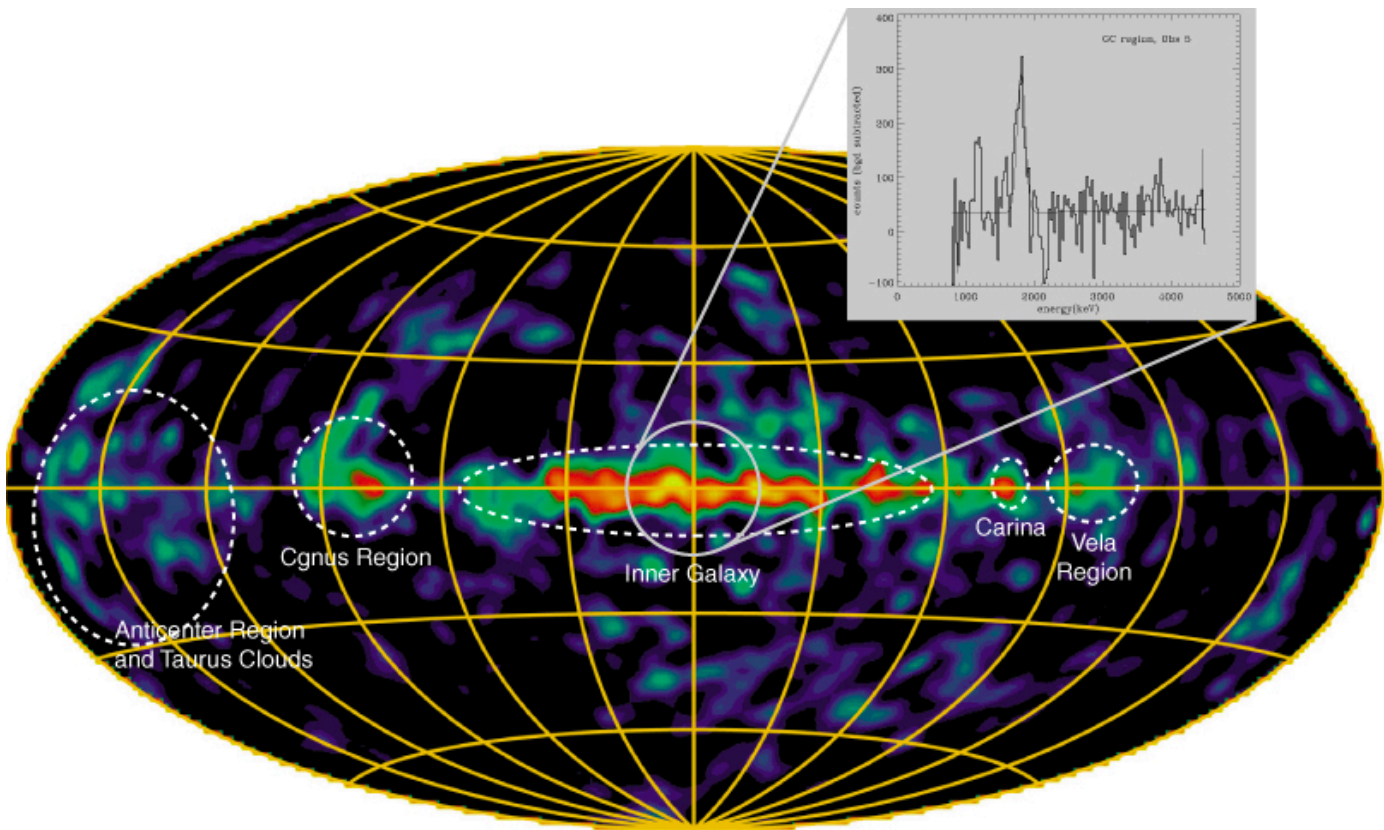 400
300
200
100
0
-100
counts (bgd subtracted)
GC region, Obs 5
0
1000
2000
3000
4000
5000
energy(keV)
Cgnus Region
Inner Galaxy
Carina
Vela
Region
Anticenter Region
and Taurus Clouds